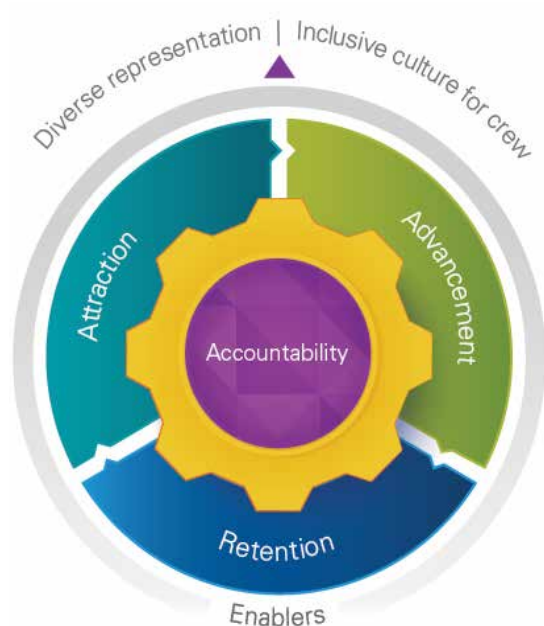 Diverse representation | Inclusive culture for crew
Attraction
Advancement
Accountability
Retention
Enablers